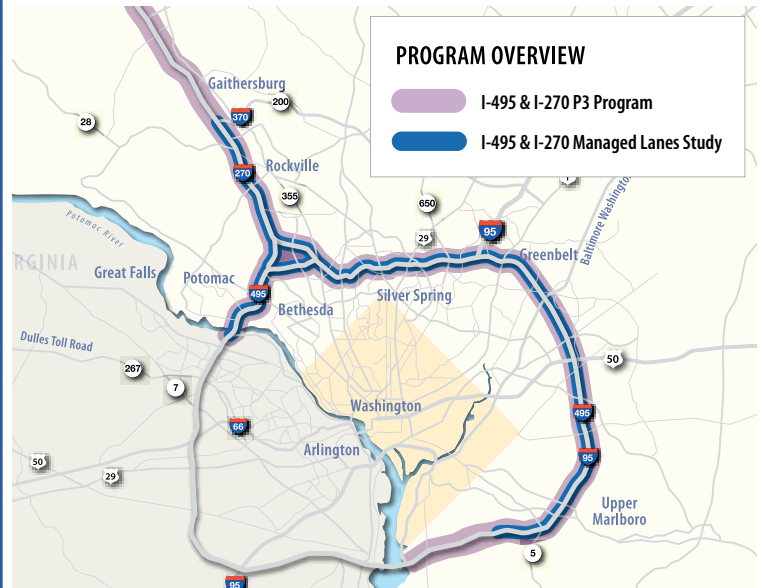 PROGRAM OVERVIEW
I-495 & I-270 P3 Program
I-495 & I-270 Managed Lanes Study
Gaithersburg
370
200
28
270
Rockville
355
650
29
95
Baltimore Washington
Greenbelt
Potomac River
RGINIA
Great Falls
Potomac
495
Bethesda
Silver Spring
Dulles Toll Road
267
7
50
Washington
495
66
Arlington
95
50
29
Upper
Marlboro
5
95